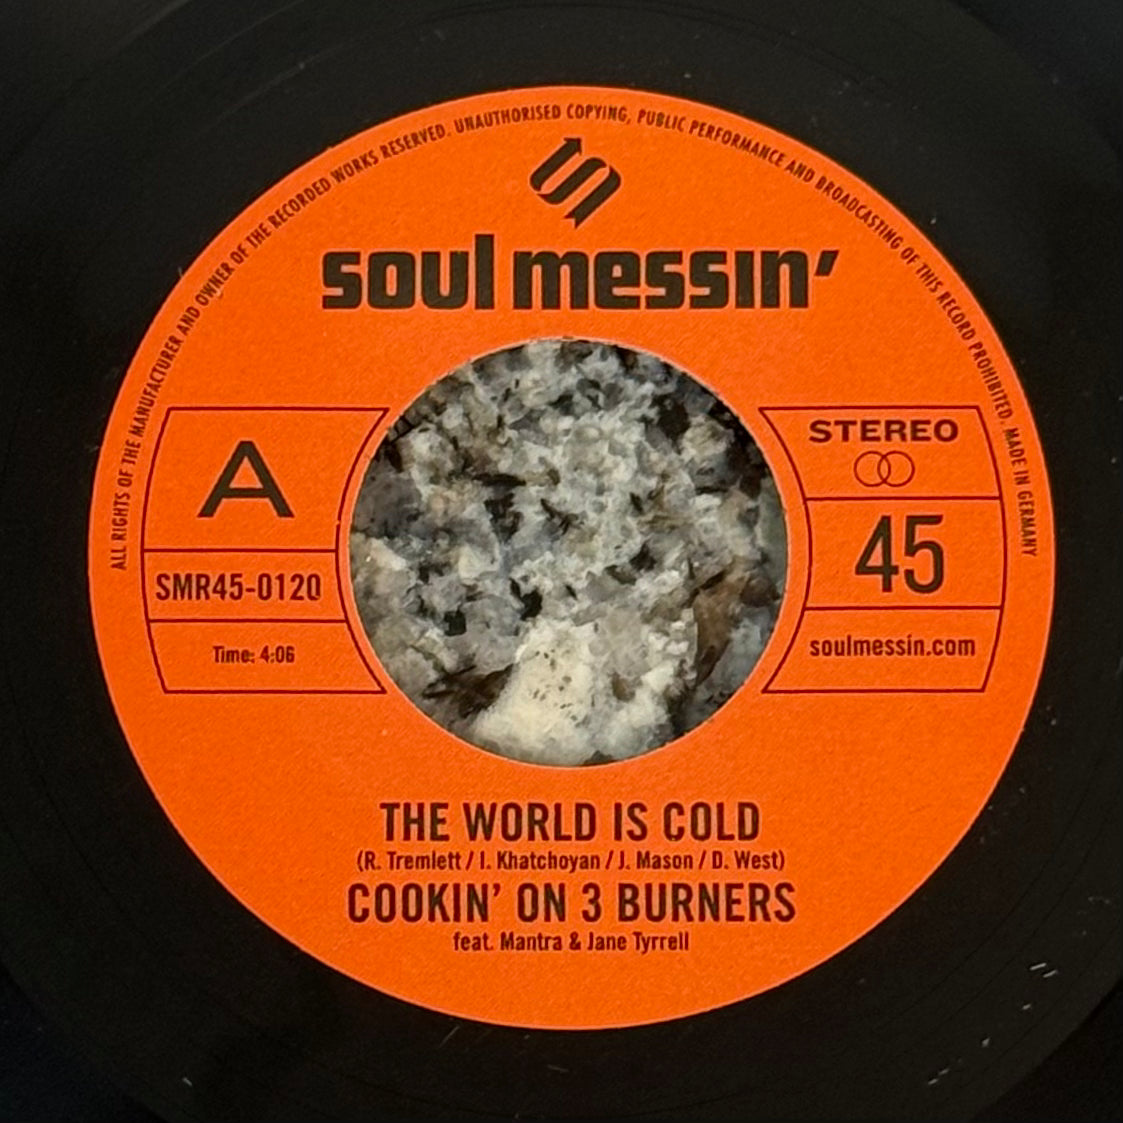 ALL RIGHTS OF THE MANUFACTURER AND OWNER OF THE RECORDED WORKS RESERVED. UNAUTHORISED COPYING, PUBLIC PERFORMANCE AND BROADCASTING OF THIS RECORD PROHIBITED. MADE IN GERMANY
soul messin'
A
SMR45-0120
Time: 4:06
STEREO
45
soulmessin.com
THE WORLD IS COLD
(R. Tremlett / I. Khatchoyan / J. Mason / D. West)
COOKIN' ON 3 BURNERS
feat. Mantra & Jane Tyrrell